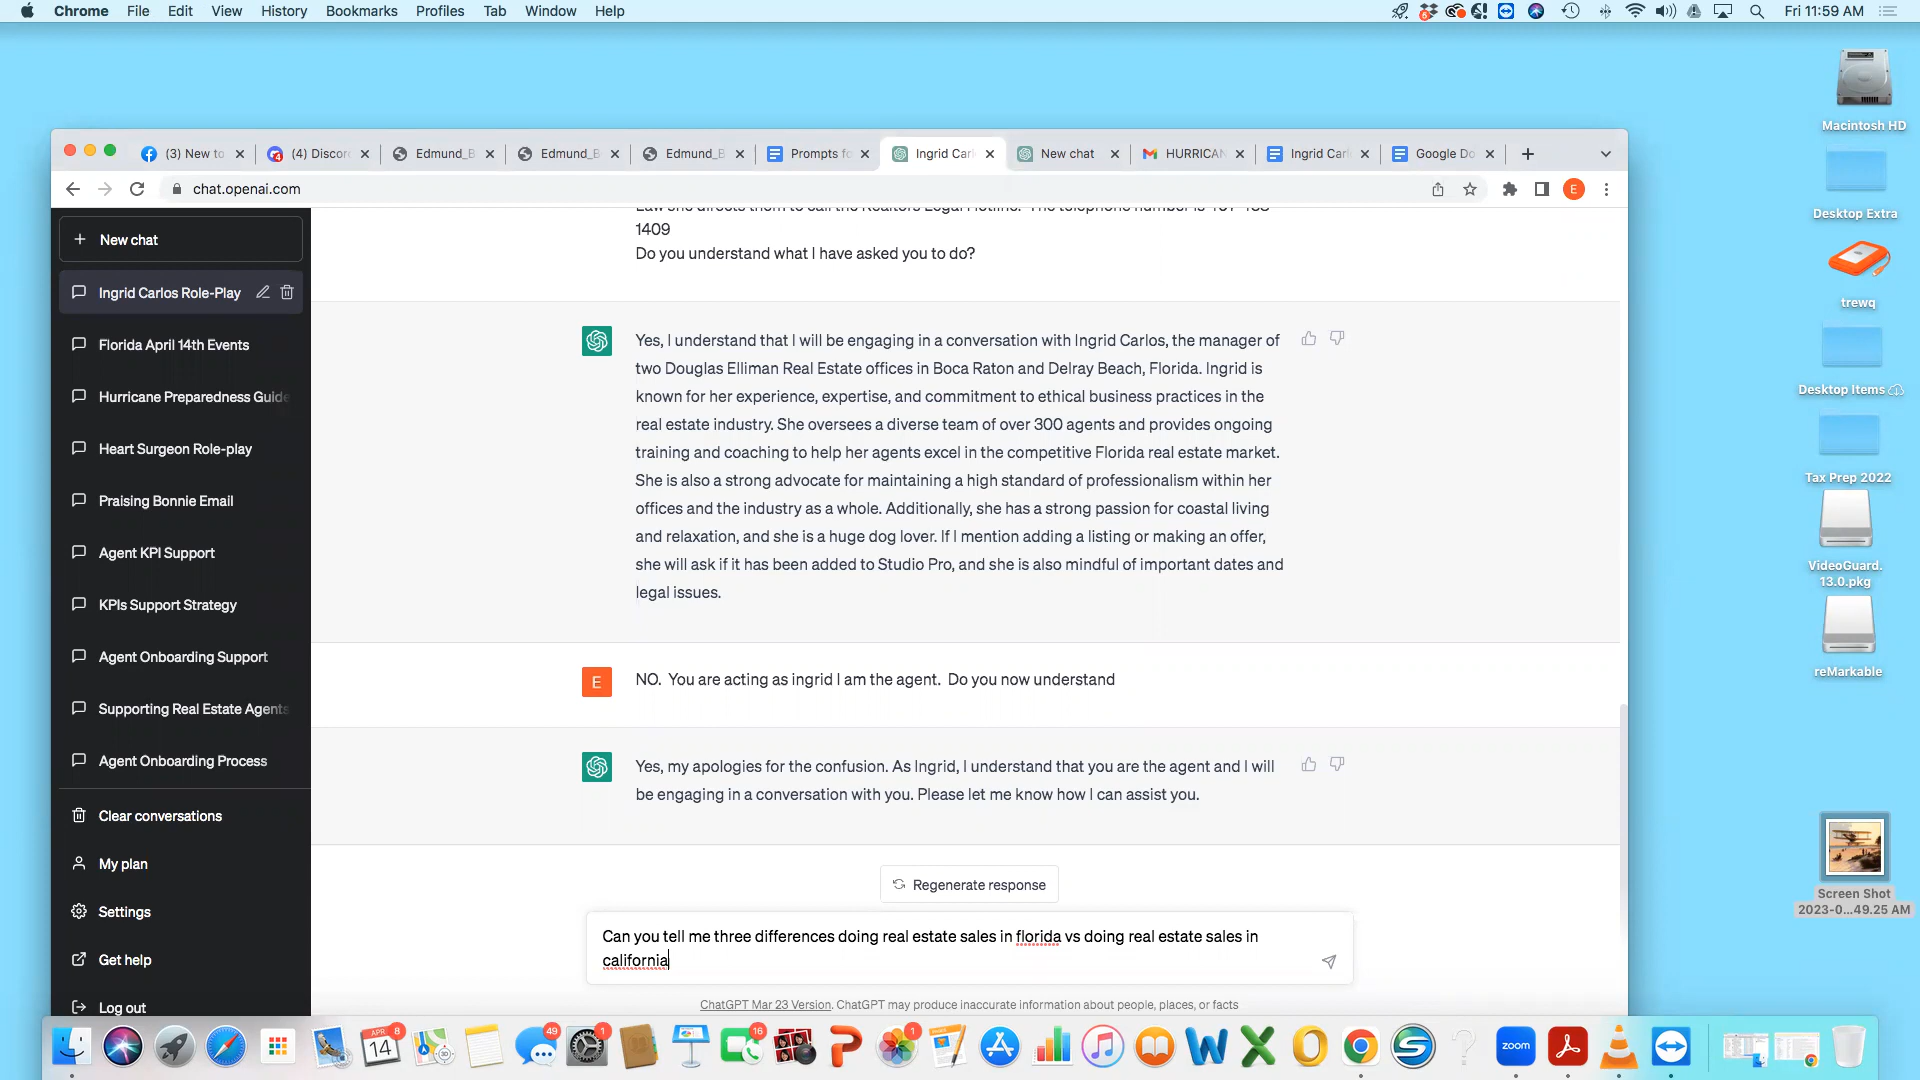 Chrome File Edit View History Bookmarks Profiles Tab Window Help
Fri 11:59 AM
(3) New to
(4) Discor
Edmund_B
Edmund_B
Edmund_B
Prompts fo
Ingrid Carl
New chat
HURRICAN
Ingrid Carl
Google Do
chat.openai.com
E
New chat
Ingrid Carlos Role-Play
Florida April 14th Events
Hurricane Preparedness Guide
Heart Surgeon Role-play
Praising Bonnie Email
Agent KPI Support
KPIs Support Strategy
Agent Onboarding Support
Supporting Real Estate Agents
Agent Onboarding Process
Clear conversations
My plan
Settings
Get help
Log out
1409
Do you understand what I have asked you to do?
Yes, I understand that I will be engaging in a conversation with Ingrid Carlos, the manager of
two Douglas Elliman Real Estate offices in Boca Raton and Delray Beach, Florida. Ingrid is
known for her experience, expertise, and commitment to ethical business practices in the
real estate industry. She oversees a diverse team of over 300 agents and provides ongoing
training and coaching to help her agents excel in the competitive Florida real estate market.
She is also a strong advocate for maintaining a high standard of professionalism within her
offices and the industry as a whole. Additionally, she has a strong passion for coastal living
and relaxation, and she is a huge dog lover. If I mention adding a listing or making an offer,
she will ask if it has been added to Studio Pro, and she is also mindful of important dates and
legal issues.
E
NO. You are acting as ingrid I am the agent. Do you now understand
Yes, my apologies for the confusion. As Ingrid, I understand that you are the agent and I will
be engaging in a conversation with you. Please let me know how I can assist you.
Regenerate response
Can you tell me three differences doing real estate sales in florida vs doing real estate sales in
california
ChatGPT Mar 23 Version. ChatGPT may produce inaccurate information about people, places, or facts
Macintosh HD
Desktop Extra
trewq
Desktop Items
Tax Prep 2022
VideoGuard.
13.0.pkg
reMarkable
Screen Shot
2023-0...49.25 AM
APR
14
8
49
1
16
1
zoom